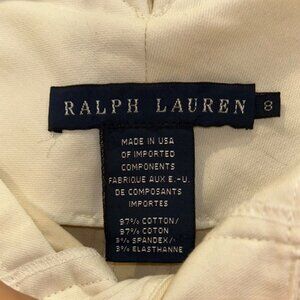 RALPH LAUREN
8
MADE IN USA
OF IMPORTED
COMPONENTS
FABRIQUE AUX E.-U.
DE COMPOSANTS
IMPORTES
97% COTTON/
97% COTON
3% SPANDEX/
3% ELASTHANNE